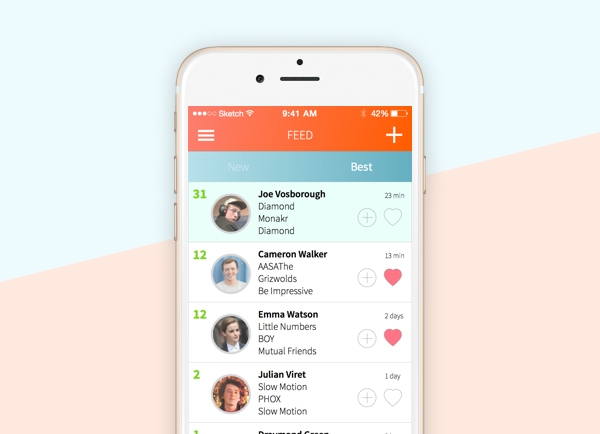 Sketch 9:41 AM 42%
FEED
New Best
31 Joe Vosborough 23 min
Diamond
Monakr
Diamond
12 Cameron Walker 13 min
AASAThe
Grizwolds
Be Impressive
12 Emma Watson 2 days
Little Numbers
BOY
Mutual Friends
2 Julian Viret 1 day
Slow Motion
PHOX
Slow Motion